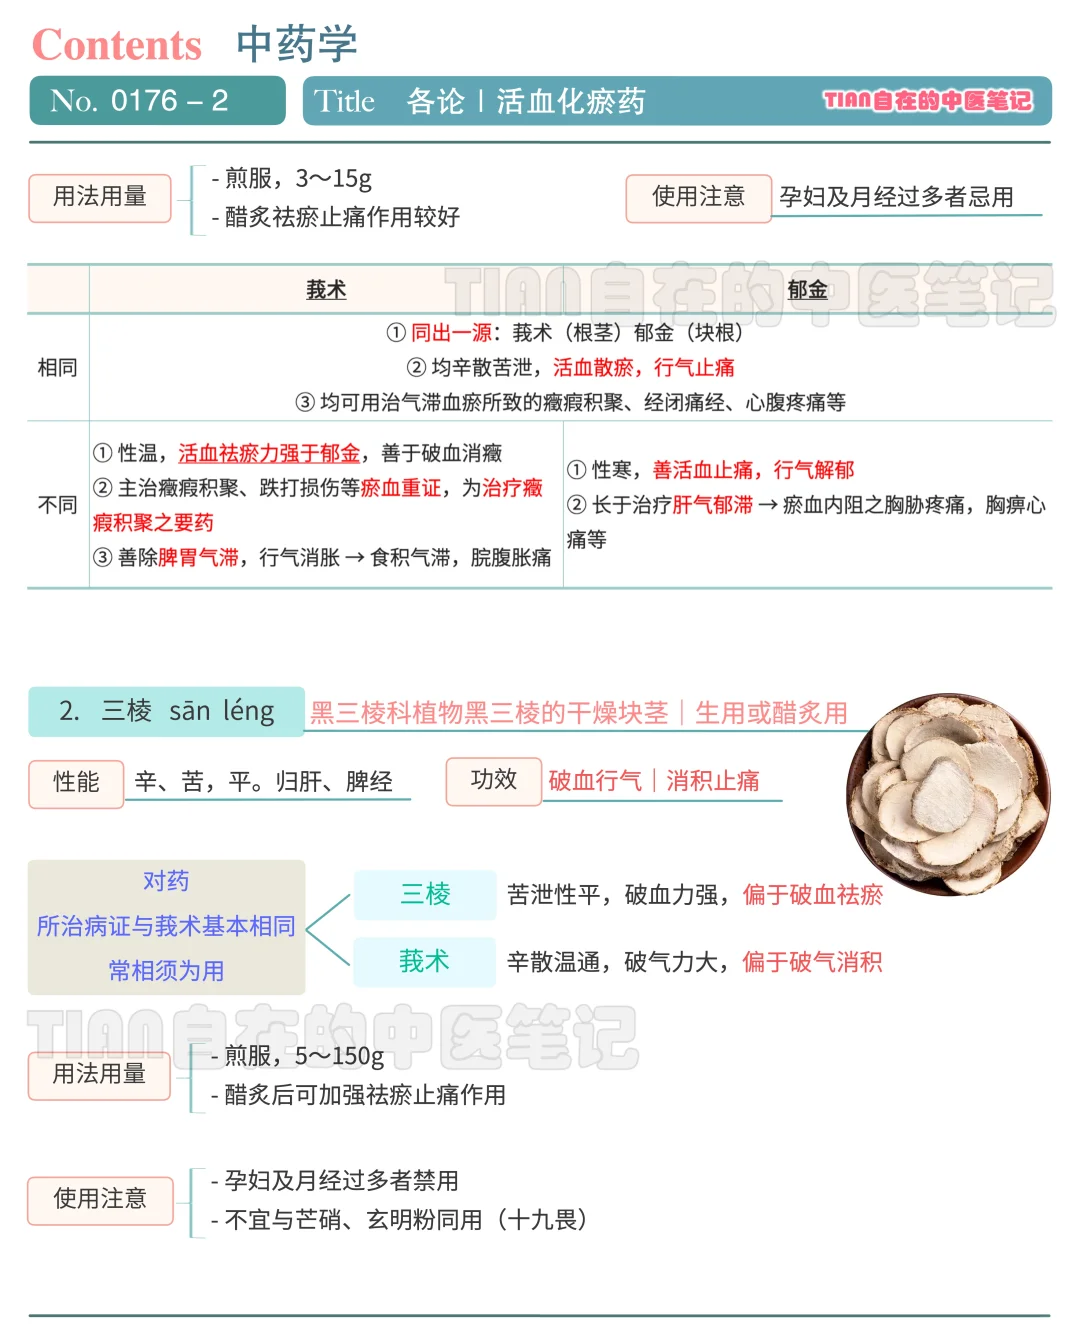 Contents 中药学
No. 0176 – 2
Title 各论｜活血化瘀药
TIAN自在的中医笔记
用法用量
- 煎服，3～15g
- 醋炙祛瘀止痛作用较好
使用注意 孕妇及月经过多者忌用
TIAN自在的中医笔记
莪术 郁金
相同
① 同出一源：莪术（根茎）郁金（块根）
② 均辛散苦泄，活血散瘀，行气止痛
③ 均可用治气滞血瘀所致的癥瘕积聚、经闭痛经、心腹疼痛等
不同
① 性温，活血祛瘀力强于郁金，善于破血消癥
② 主治癥瘕积聚、跌打损伤等瘀血重证，为治疗癥
瘕积聚之要药
③ 善除脾胃气滞，行气消胀 → 食积气滞，脘腹胀痛
① 性寒，善活血止痛，行气解郁
② 长于治疗肝气郁滞 → 瘀血内阻之胸胁疼痛，胸痹心
痛等
2. 三棱 sān léng 黑三棱科植物黑三棱的干燥块茎｜生用或醋炙用
性能 辛、苦，平。归肝、脾经
功效 破血行气｜消积止痛
对药
所治病证与莪术基本相同
常相须为用
三棱 苦泄性平，破血力强，偏于破血祛瘀
莪术 辛散温通，破气力大，偏于破气消积
TIAN自在的中医笔记
用法用量
- 煎服，5～150g
- 醋炙后可加强祛瘀止痛作用
使用注意
- 孕妇及月经过多者禁用
- 不宜与芒硝、玄明粉同用（十九畏）